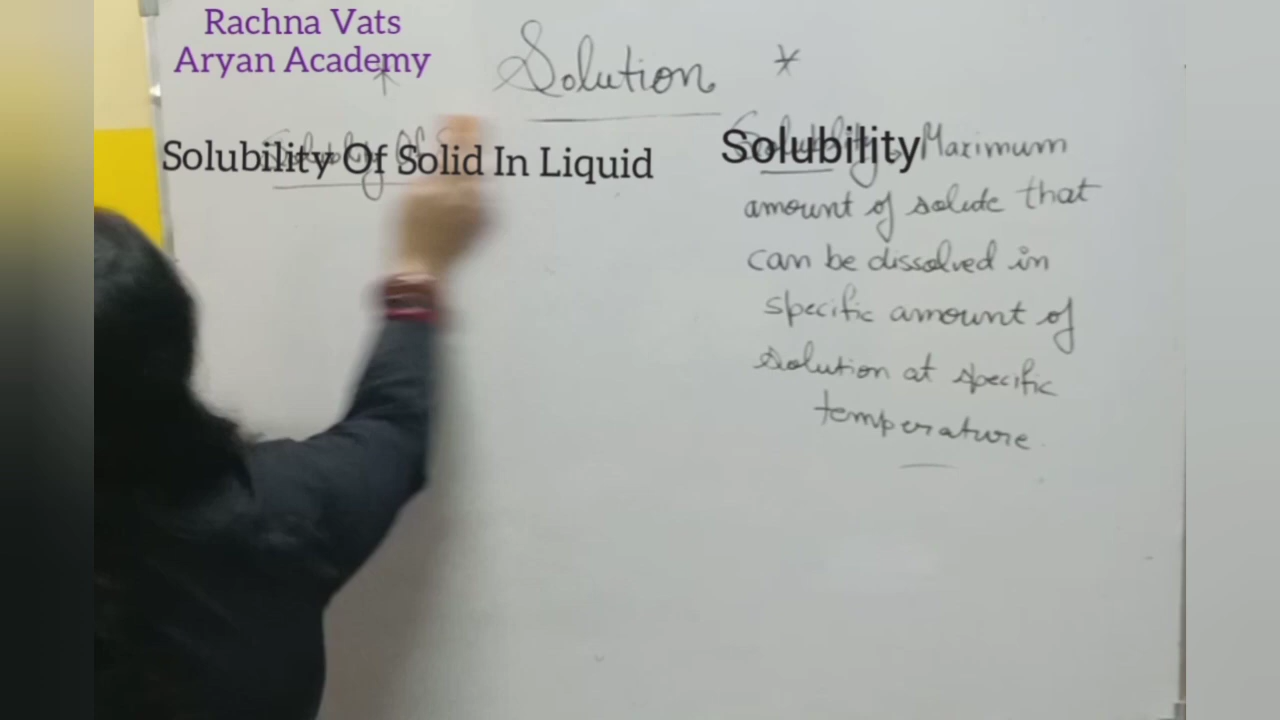 Rachna Vats
Aryan Academy
Solution
Solubility Of Solid In Liquid
Solubility Maximum
amount of solute that
can be dissolved in
specific amount of
solution at specific
temperature